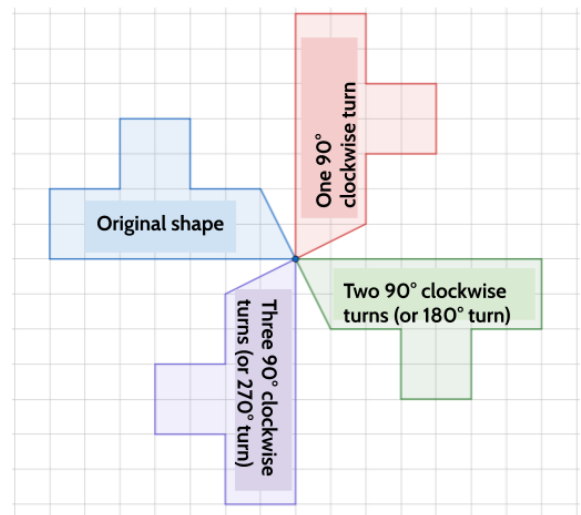 One 90°
clockwise turn
Original shape
Two 90° clockwise
turns (or 180° turn)
Three 90° clockwise
turns (or 270° turn)